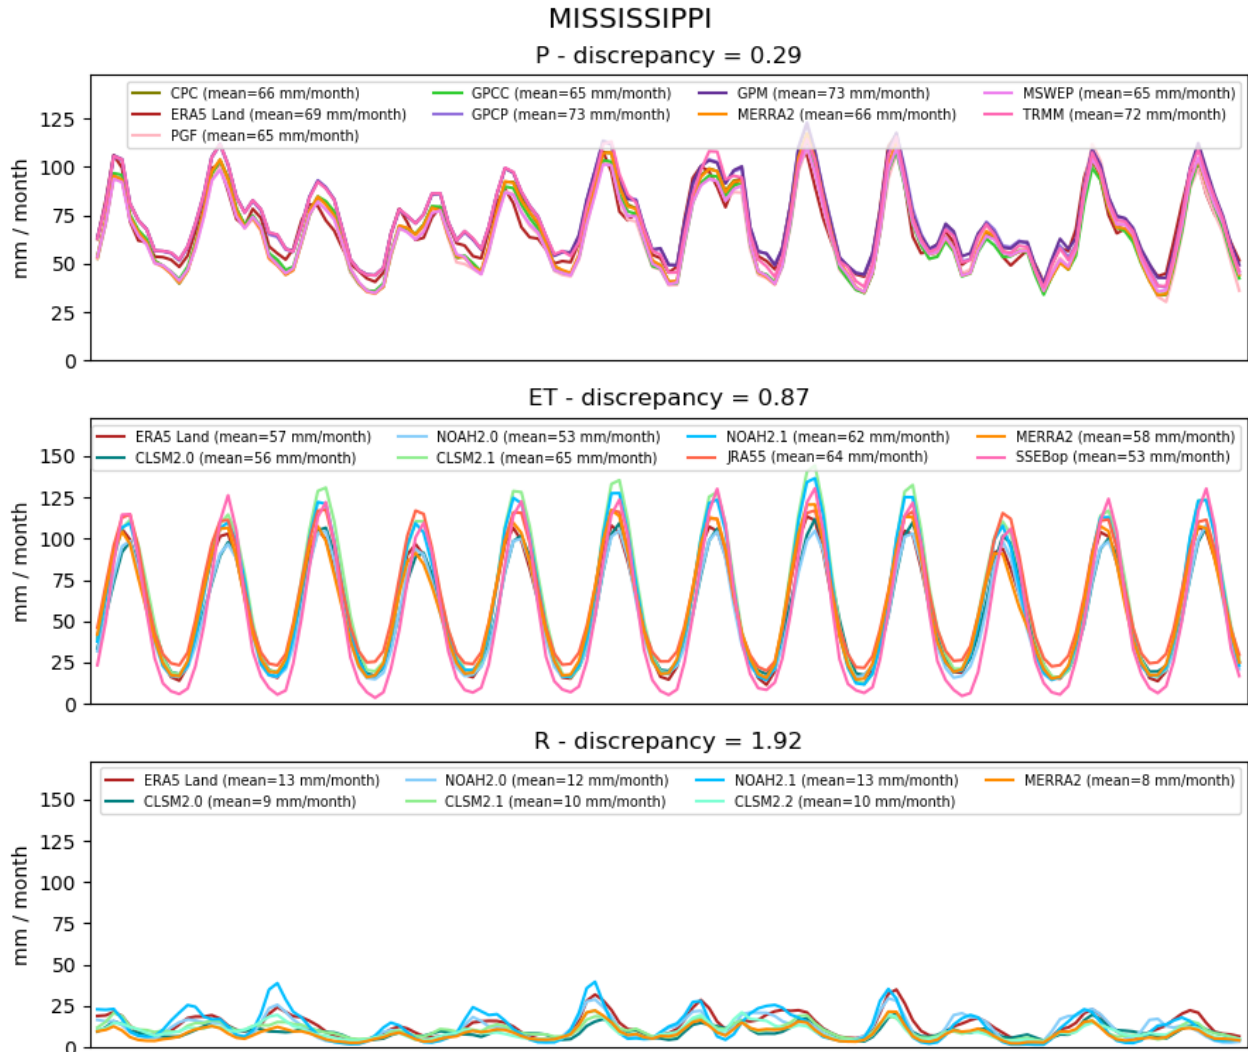 MISSISSIPPI
P - discrepancy = 0.29
CPC (mean=66 mm/month) GPCC (mean=65 mm/month) GPM (mean=73 mm/month) MSWEP (mean=65 mm/month)
ERA5 Land (mean=69 mm/month) GPCP (mean=73 mm/month) MERRA2 (mean=66 mm/month) TRMM (mean=72 mm/month)
PGF (mean=65 mm/month)
125
100
75
50
25
0
mm / month
ET - discrepancy = 0.87
ERA5 Land (mean=57 mm/month) NOAH2.0 (mean=53 mm/month) NOAH2.1 (mean=62 mm/month) MERRA2 (mean=58 mm/month)
CLSM2.0 (mean=56 mm/month) CLSM2.1 (mean=65 mm/month) JRA55 (mean=64 mm/month) SSEBop (mean=53 mm/month)
150
125
100
75
50
25
0
mm / month
R - discrepancy = 1.92
ERA5 Land (mean=13 mm/month) NOAH2.0 (mean=12 mm/month) NOAH2.1 (mean=13 mm/month) MERRA2 (mean=8 mm/month)
CLSM2.0 (mean=9 mm/month) CLSM2.1 (mean=10 mm/month) CLSM2.2 (mean=10 mm/month)
150
125
100
75
50
25
0
mm / month